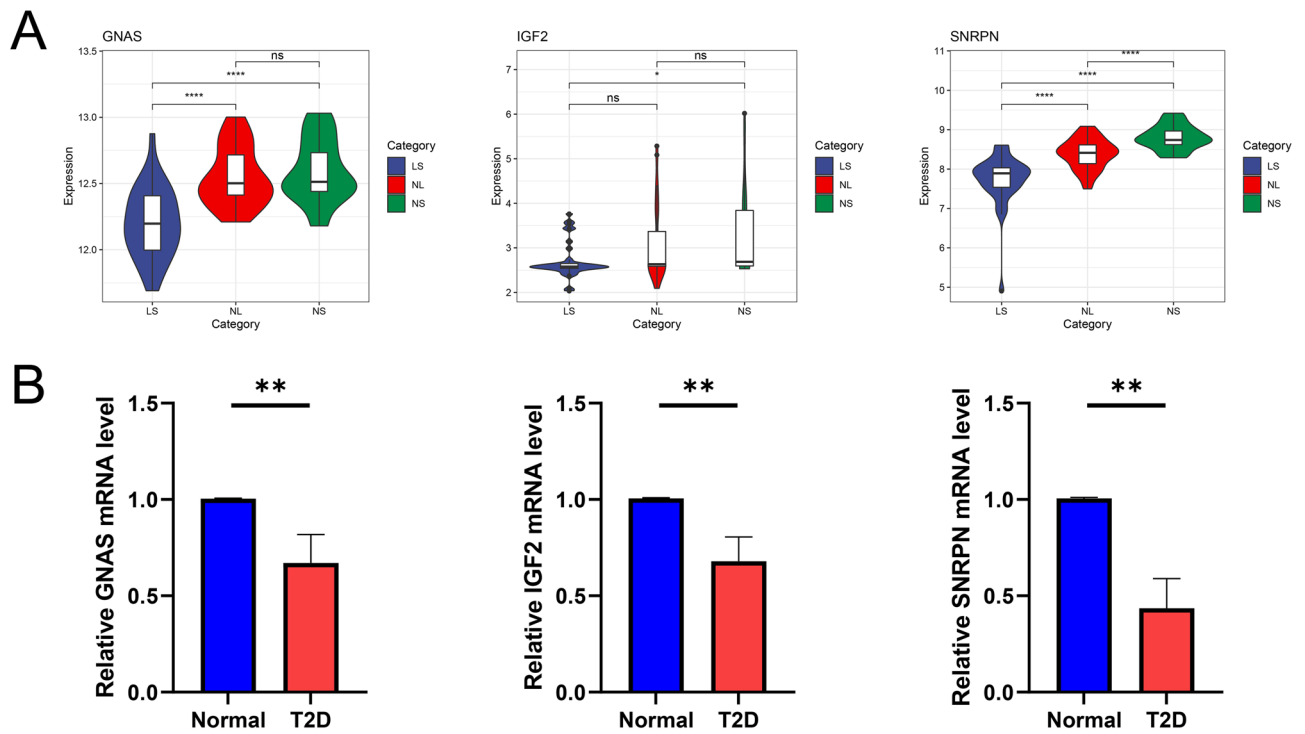 A
GNAS
13.5
13.0
12.5
12.0
Expression
ns
****
****
LS
NL
NS
Category
Category
LS
NL
NS
IGF2
7
6
5
4
3
2
Expression
ns
*
ns
LS
NL
NS
Category
Category
LS
NL
NS
SNRPN
11
10
9
8
7
6
5
Expression
****
****
****
LS
NL
NS
Category
Category
LS
NL
NS
B
Relative GNAS mRNA level
1.5
1.0
0.5
0.0
**
Normal
T2D
Relative IGF2 mRNA level
1.5
1.0
0.5
0.0
**
Normal
T2D
Relative SNRPN mRNA level
1.5
1.0
0.5
0.0
**
Normal
T2D